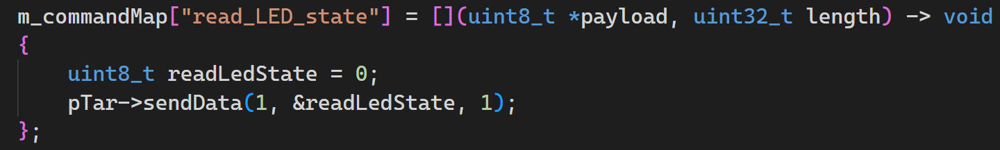 m_commandMap["read_LED_state"] = [](uint8_t *payload, uint32_t length) -> void
{
    uint8_t readLedState = 0;
    pTar->sendData(1, &readLedState, 1);
};